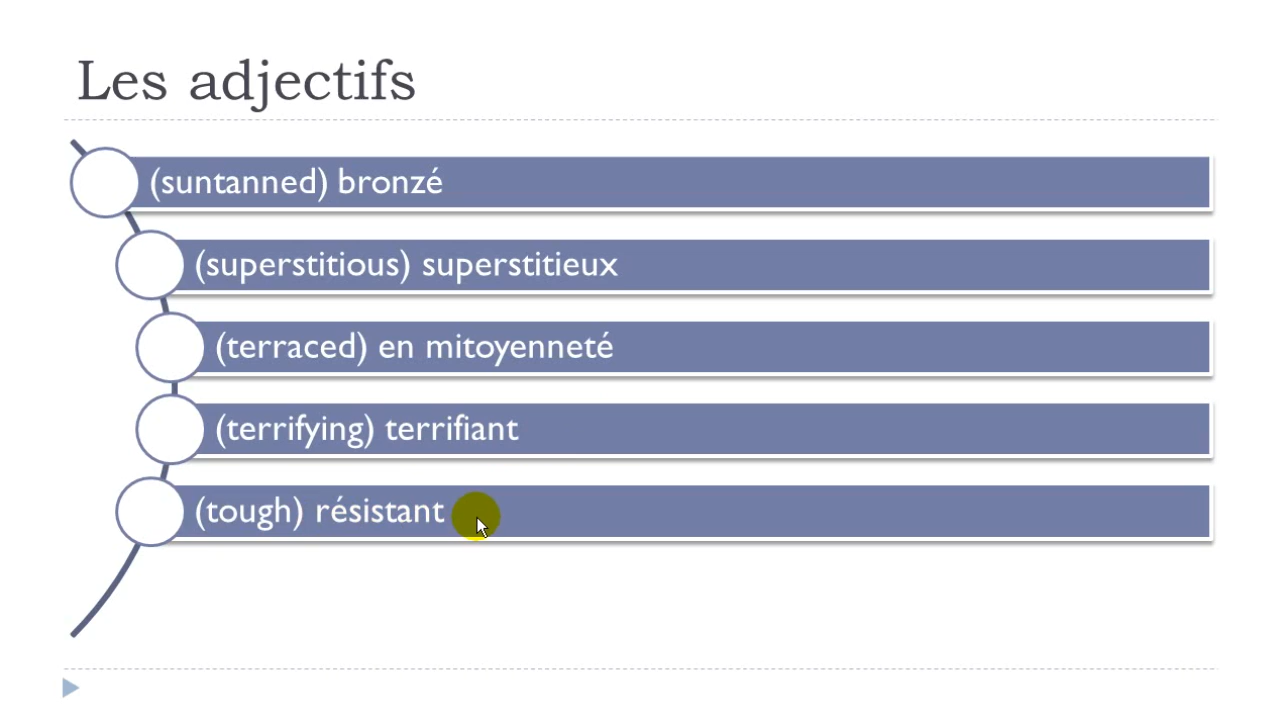 Les adjectifs
(suntanned) bronzé
(superstitious) superstitieux
(terraced) en mitoyenneté
(terrifying) terrifiant
(tough) résistant